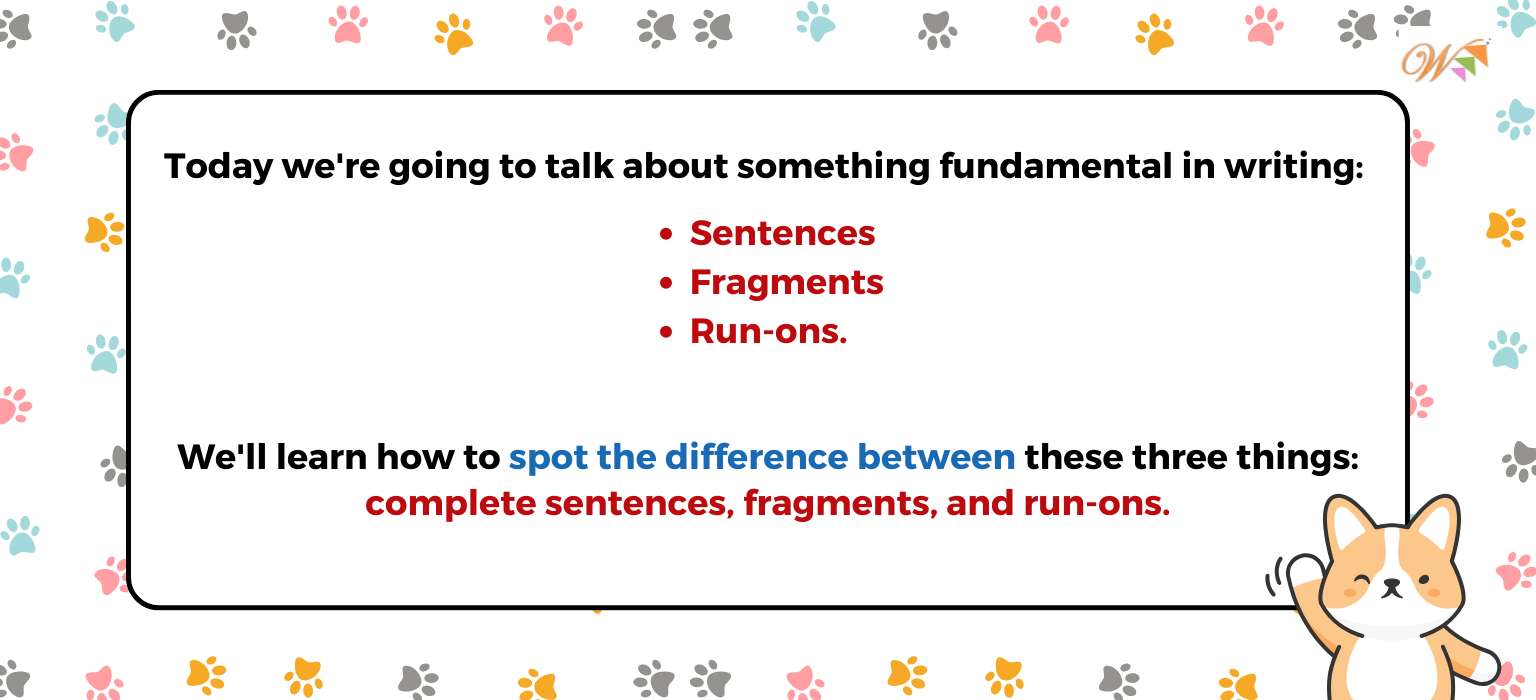 Today we're going to talk about something fundamental in writing:
• Sentences
• Fragments
• Run-ons.
We'll learn how to spot the difference between these three things:
complete sentences, fragments, and run-ons.
W